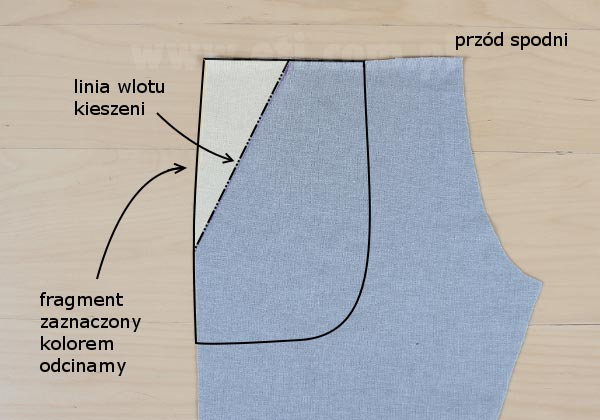 przód spodni
linia wlotu
kieszeni
fragment
zaznaczony
kolorem
odcinamy